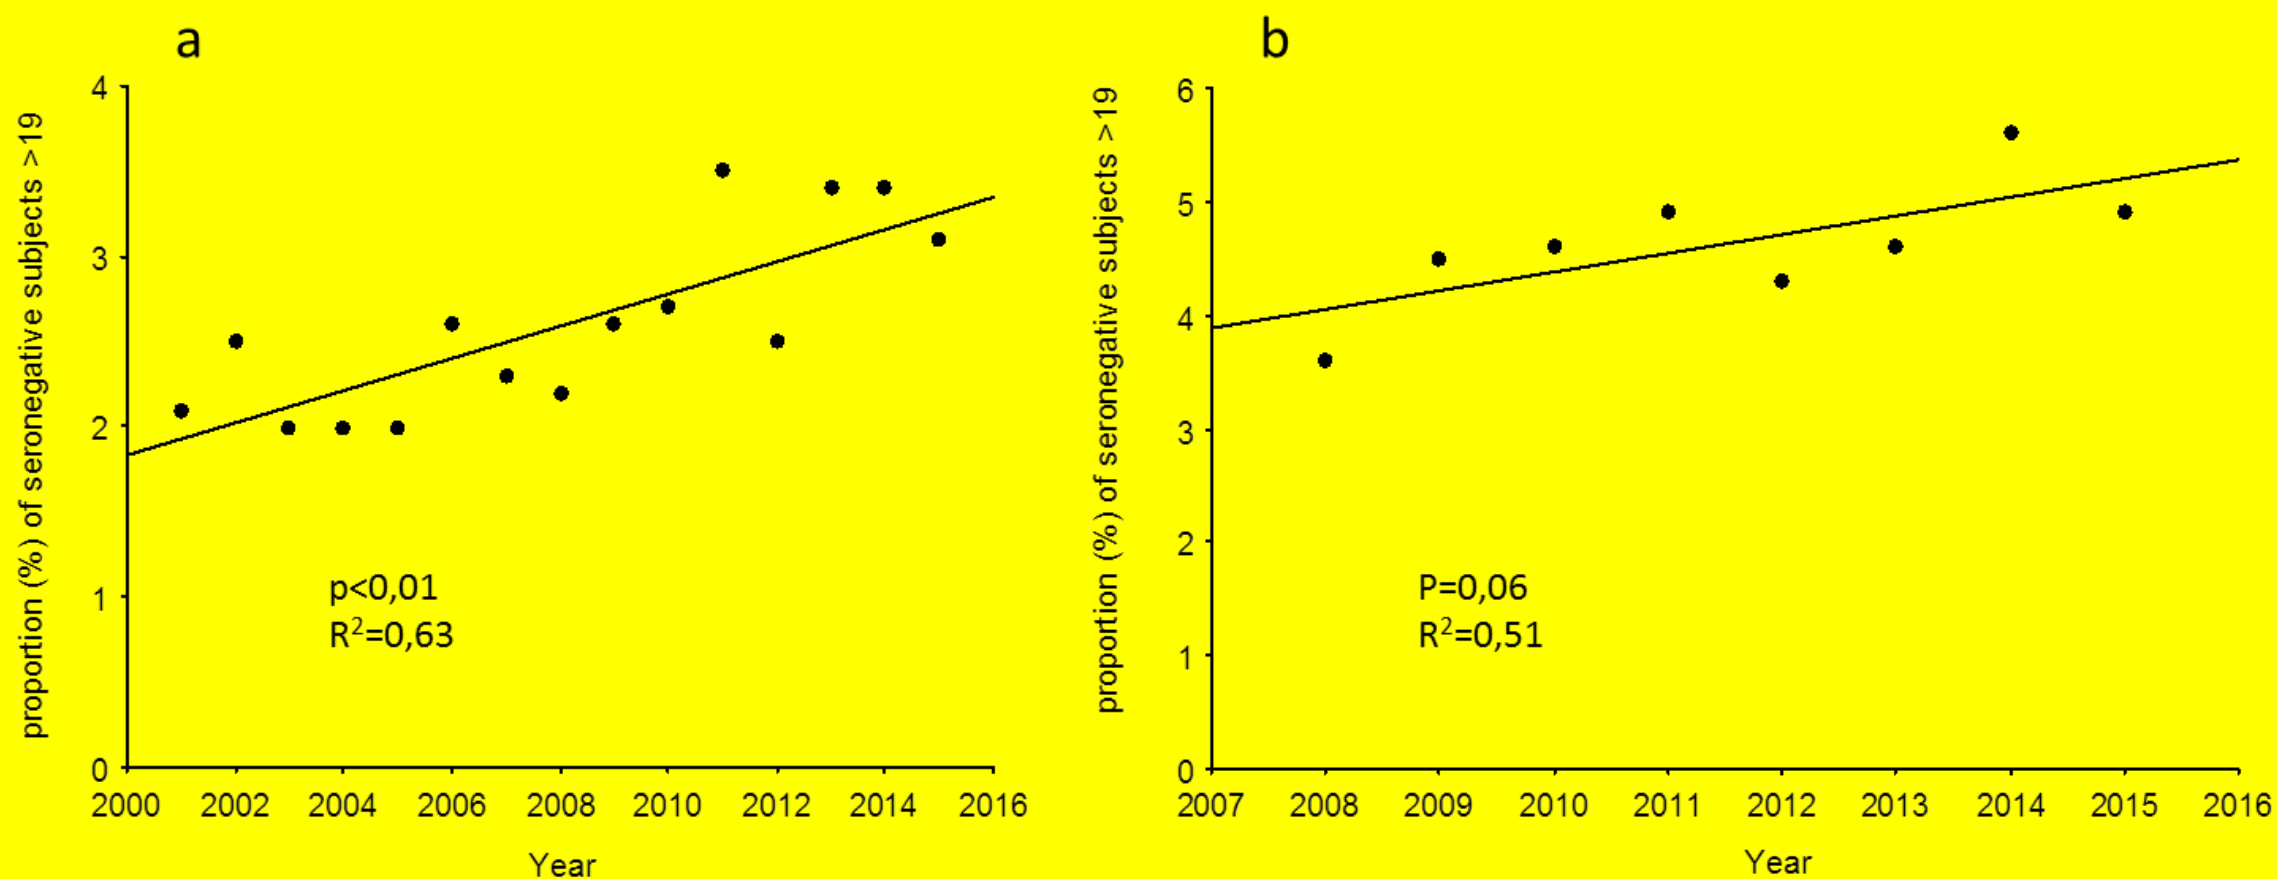 a
proportion (%) of seronegative subjects >19
4
3
2
1
0
p<0,01
R²=0,63
2000 2002 2004 2006 2008 2010 2012 2014 2016
Year
b
proportion (%) of seronegative subjects >19
6
5
4
3
2
1
0
P=0,06
R²=0,51
2007 2008 2009 2010 2011 2012 2013 2014 2015 2016
Year